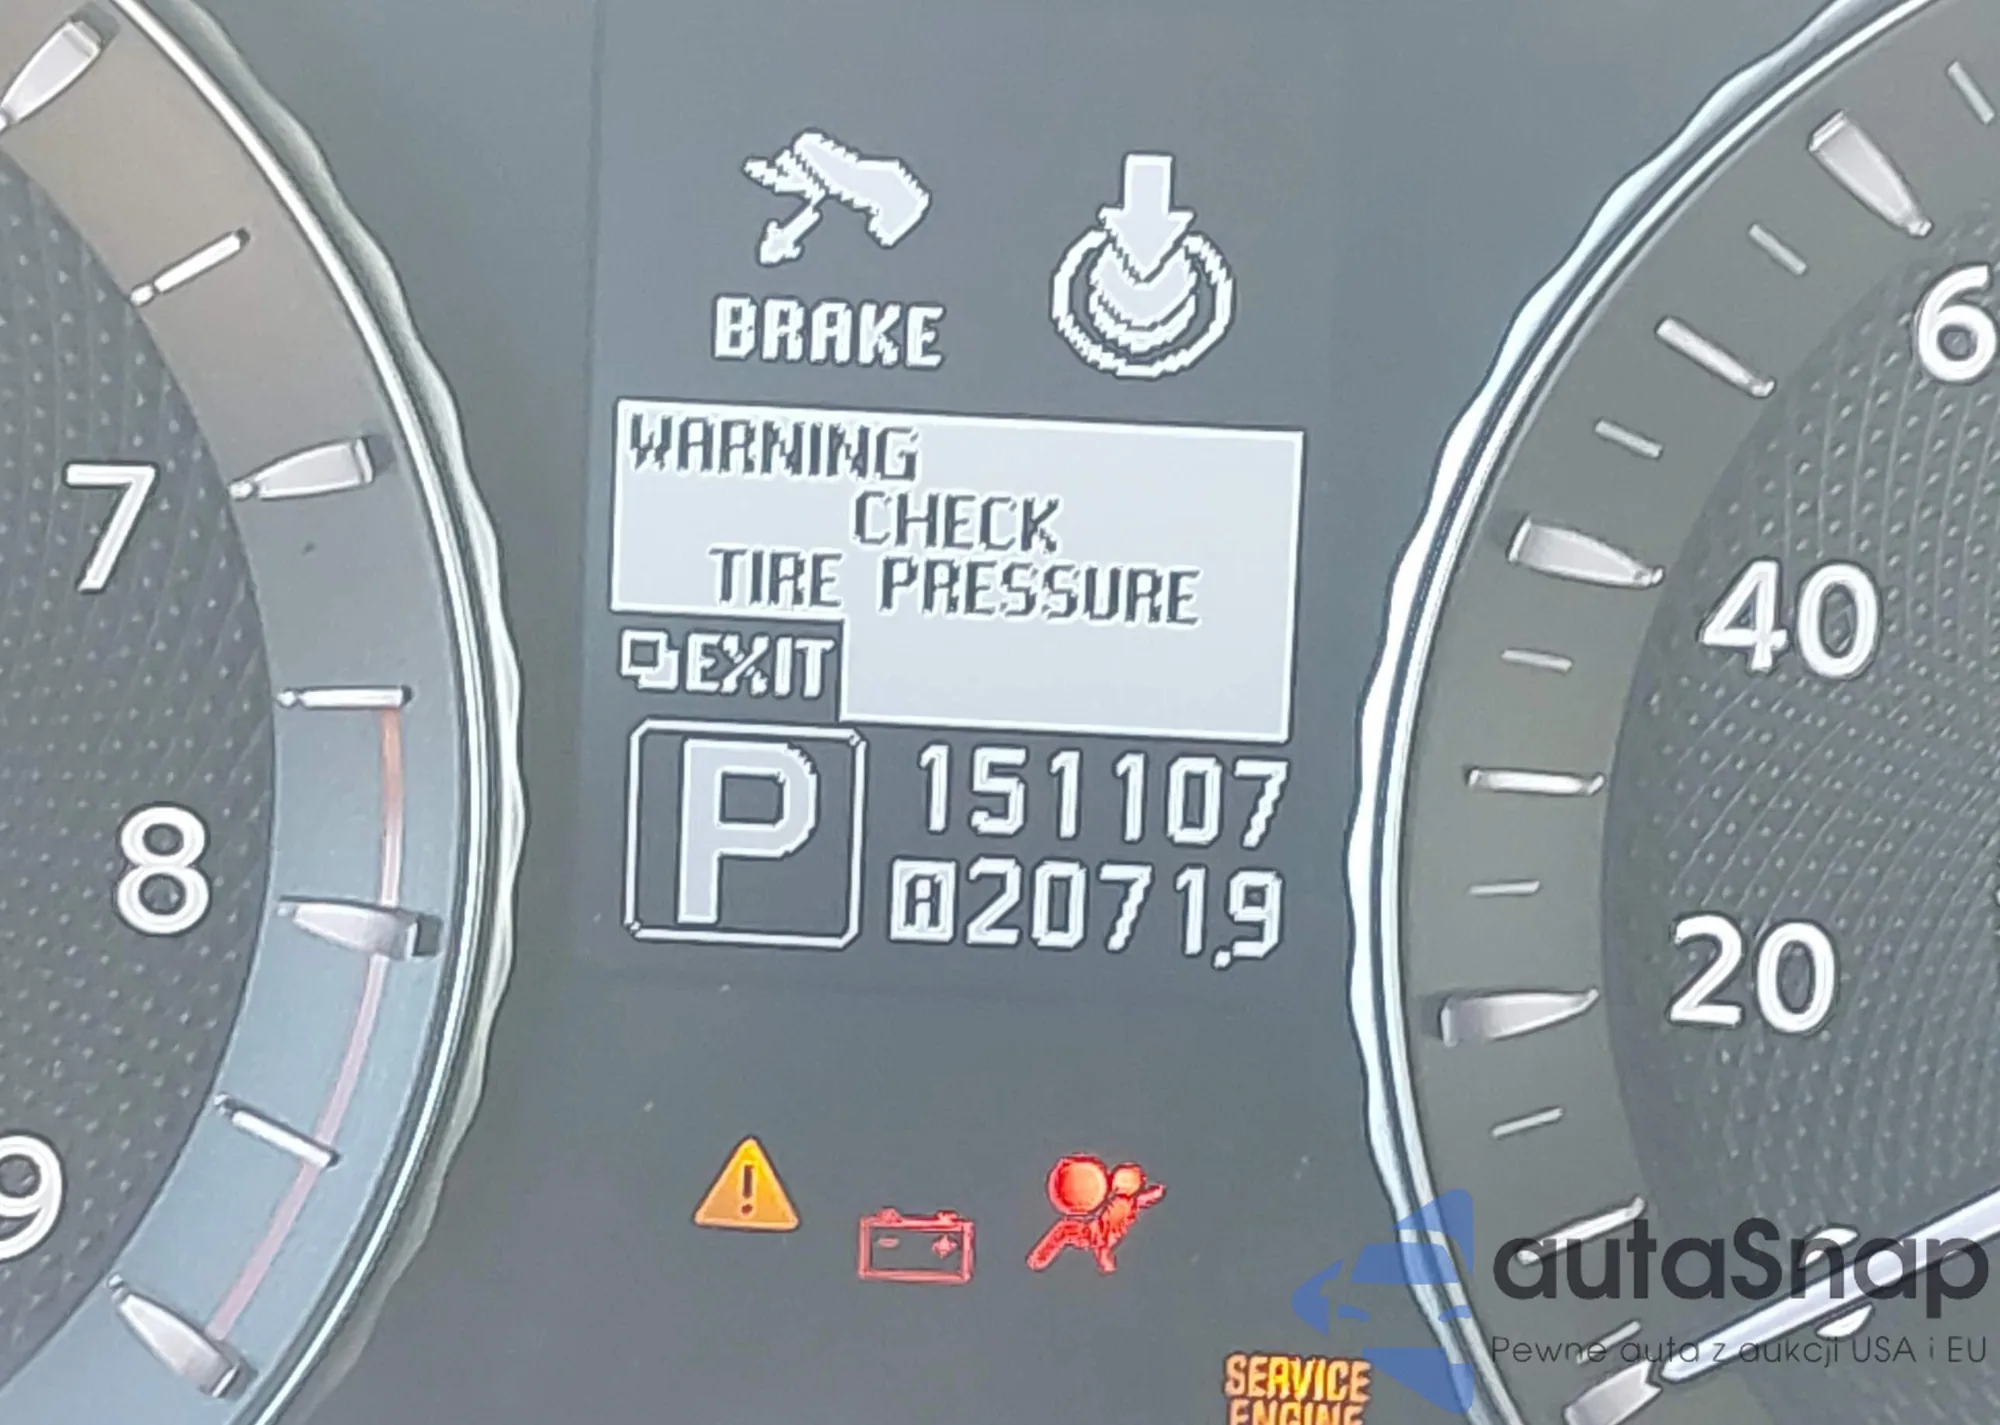 BRAKE
WARNING
CHECK
TIRE PRESSURE
EXIT
P
151107
A 2071.9
7
8
9
6
40
20
- +
!
SERVICE
ENGINE
autaSnap
Pewne auta z aukcji USA i EU